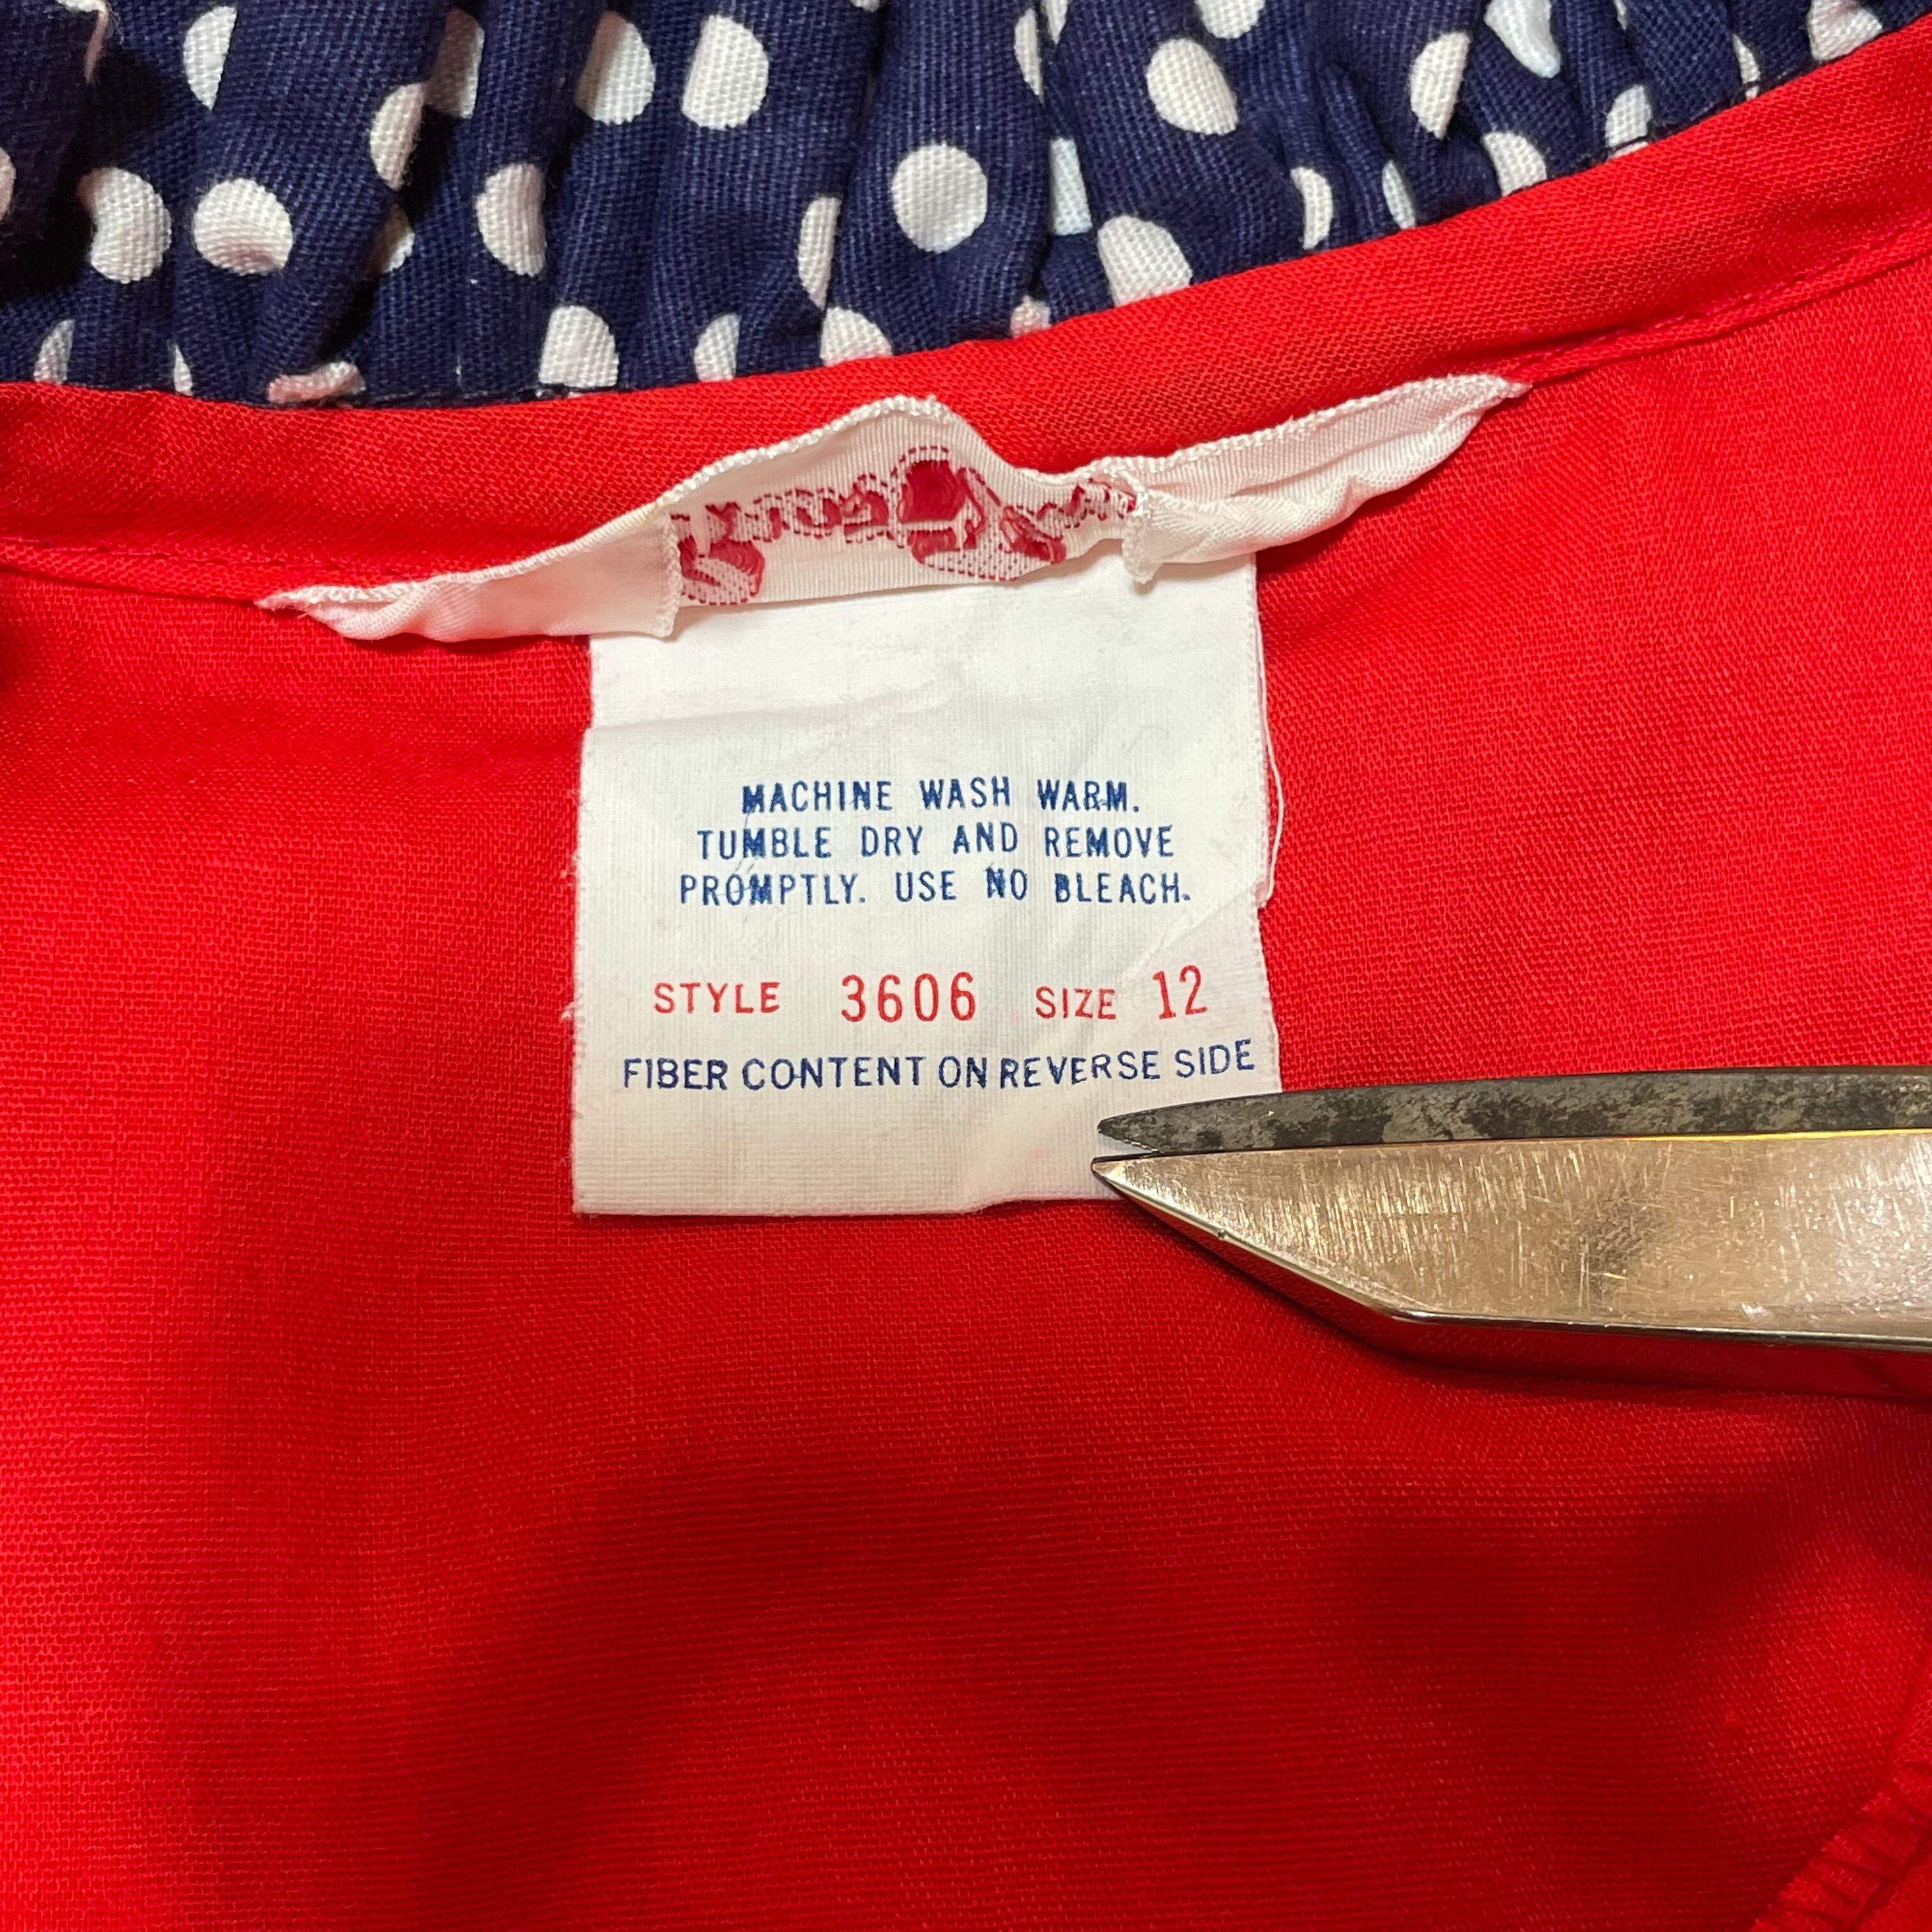 MACHINE WASH WARM.
TUMBLE DRY AND REMOVE
PROMPTLY. USE NO BLEACH.
STYLE 3606 SIZE 12
FIBER CONTENT ON REVERSE SIDE